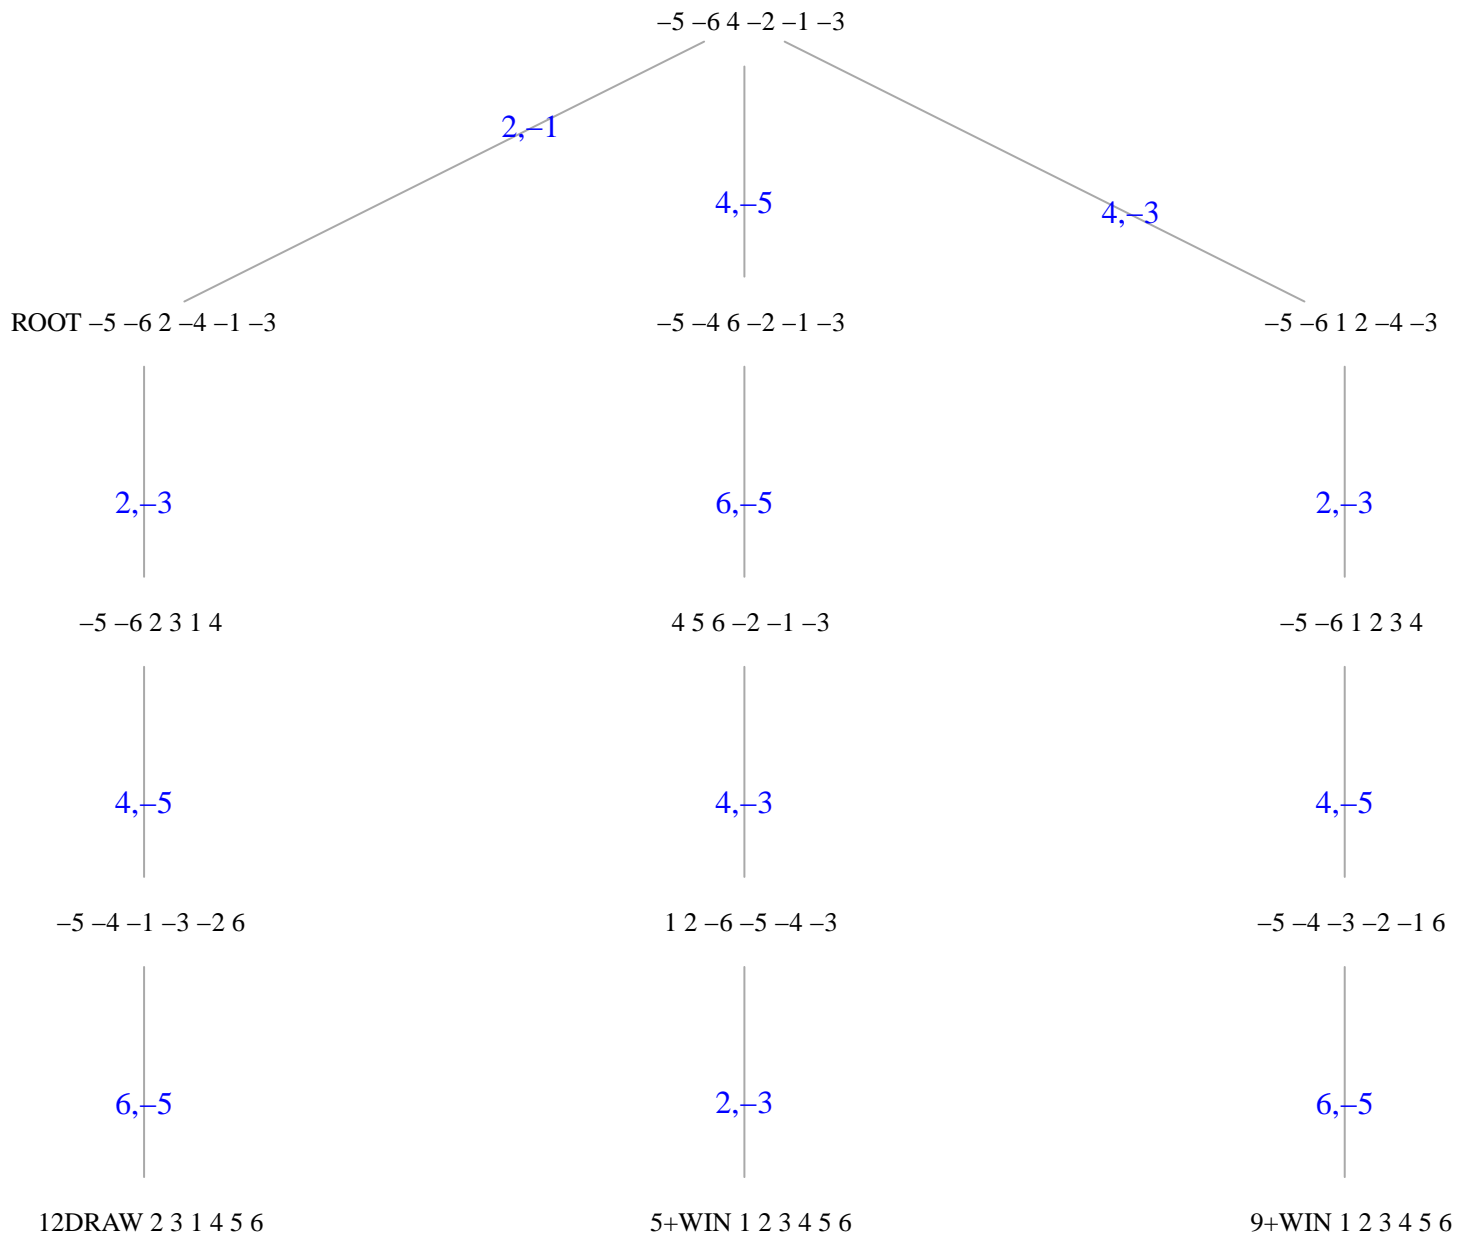 –5 –6 4 –2 –1 –3
2,–1
4,–5
4,–3
ROOT –5 –6 2 –4 –1 –3
–5 –4 6 –2 –1 –3
–5 –6 1 2 –4 –3
2,–3
6,–5
2,–3
–5 –6 2 3 1 4
4 5 6 –2 –1 –3
–5 –6 1 2 3 4
4,–5
4,–3
4,–5
–5 –4 –1 –3 –2 6
1 2 –6 –5 –4 –3
–5 –4 –3 –2 –1 6
6,–5
2,–3
6,–5
12DRAW 2 3 1 4 5 6
5+WIN 1 2 3 4 5 6
9+WIN 1 2 3 4 5 6